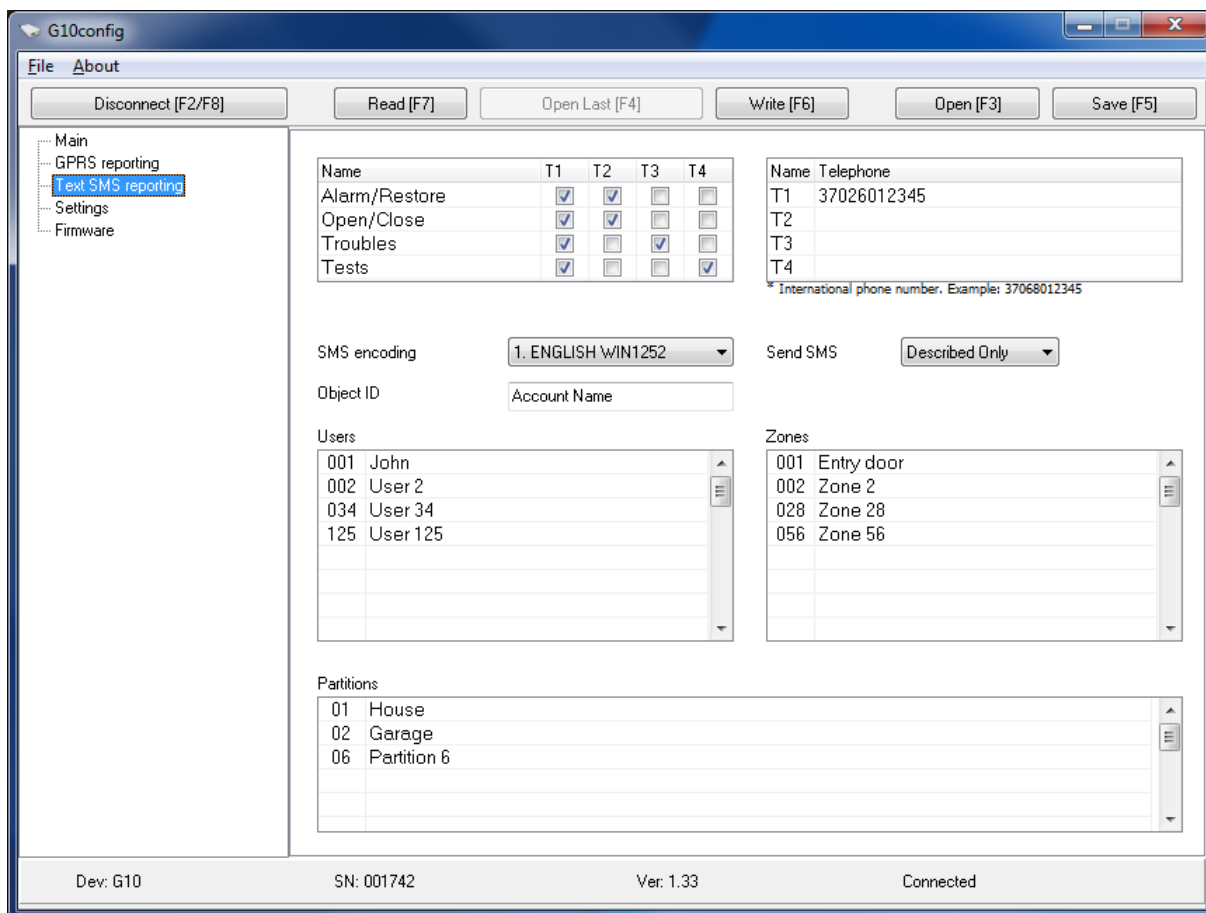 G10config
File About
Disconnect [F2/F8] Read [F7] Open Last [F4] Write [F6] Open [F3] Save [F5]
Main
GPRS reporting
Text SMS reporting
Settings
Firmware
Name T1 T2 T3 T4
Alarm/Restore
Open/Close
Troubles
Tests
Name Telephone
T1 37026012345
T2
T3
T4
* International phone number. Example: 37068012345
SMS encoding 1. ENGLISH WIN1252 Send SMS Described Only
Object ID Account Name
Users
001 John
002 User 2
034 User 34
125 User 125
Zones
001 Entry door
002 Zone 2
028 Zone 28
056 Zone 56
Partitions
01 House
02 Garage
06 Partition 6
Dev: G10 SN: 001742 Ver: 1.33 Connected